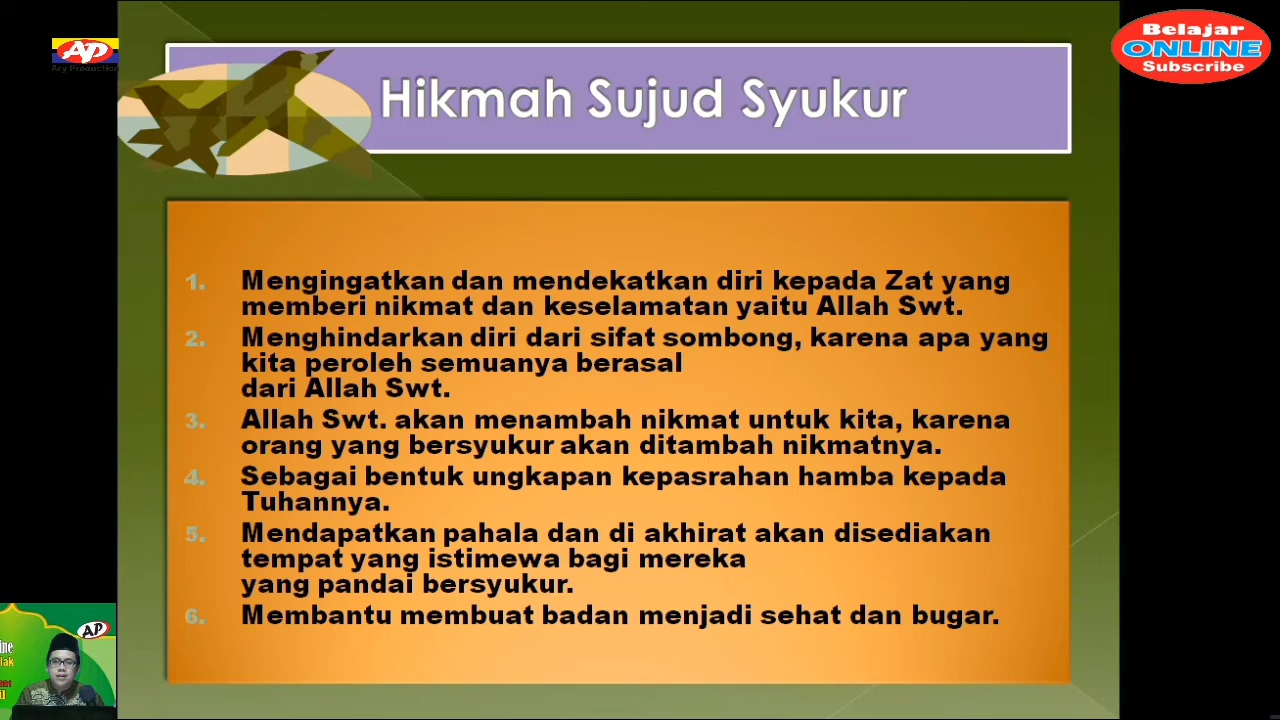 AP
Ary Production
Belajar
ONLINE
Subscribe
Hikmah Sujud Syukur
1. Mengingatkan dan mendekatkan diri kepada Zat yang
memberi nikmat dan keselamatan yaitu Allah Swt.
2. Menghindarkan diri dari sifat sombong, karena apa yang
kita peroleh semuanya berasal
dari Allah Swt.
3. Allah Swt. akan menambah nikmat untuk kita, karena
orang yang bersyukur akan ditambah nikmatnya.
4. Sebagai bentuk ungkapan kepasrahan hamba kepada
Tuhannya.
5. Mendapatkan pahala dan di akhirat akan disediakan
tempat yang istimewa bagi mereka
yang pandai bersyukur.
6. Membantu membuat badan menjadi sehat dan bugar.
AP